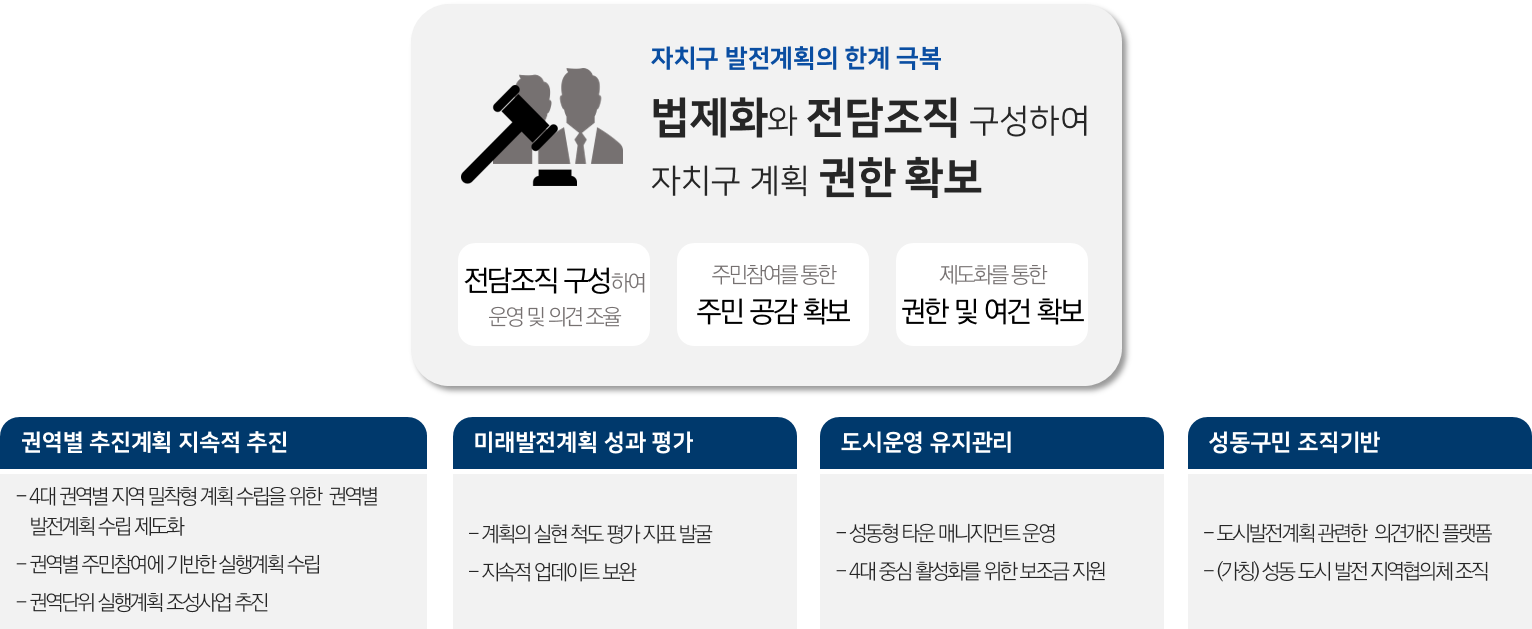 자치구 발전계획의 한계 극복
법제화와 전담조직 구성하여
자치구 계획 권한 확보
전담조직 구성하여
운영 및 의견 조율
주민참여를 통한
주민 공감 확보
제도화를 통한
권한 및 여건 확보
권역별 추진계획 지속적 추진
– 4대 권역별 지역 밀착형 계획 수립을 위한 권역별
발전계획 수립 제도화
– 권역별 주민참여에 기반한 실행계획 수립
– 권역단위 실행계획 조성사업 추진
미래발전계획 성과 평가
– 계획의 실현 척도 평가 지표 발굴
– 지속적 업데이트 보완
도시운영 유지관리
– 성동형 타운 매니지먼트 운영
– 4대 중심 활성화를 위한 보조금 지원
성동구민 조직기반
– 도시발전계획 관련한 의견개진 플랫폼
– (가칭) 성동 도시 발전 지역협의체 조직